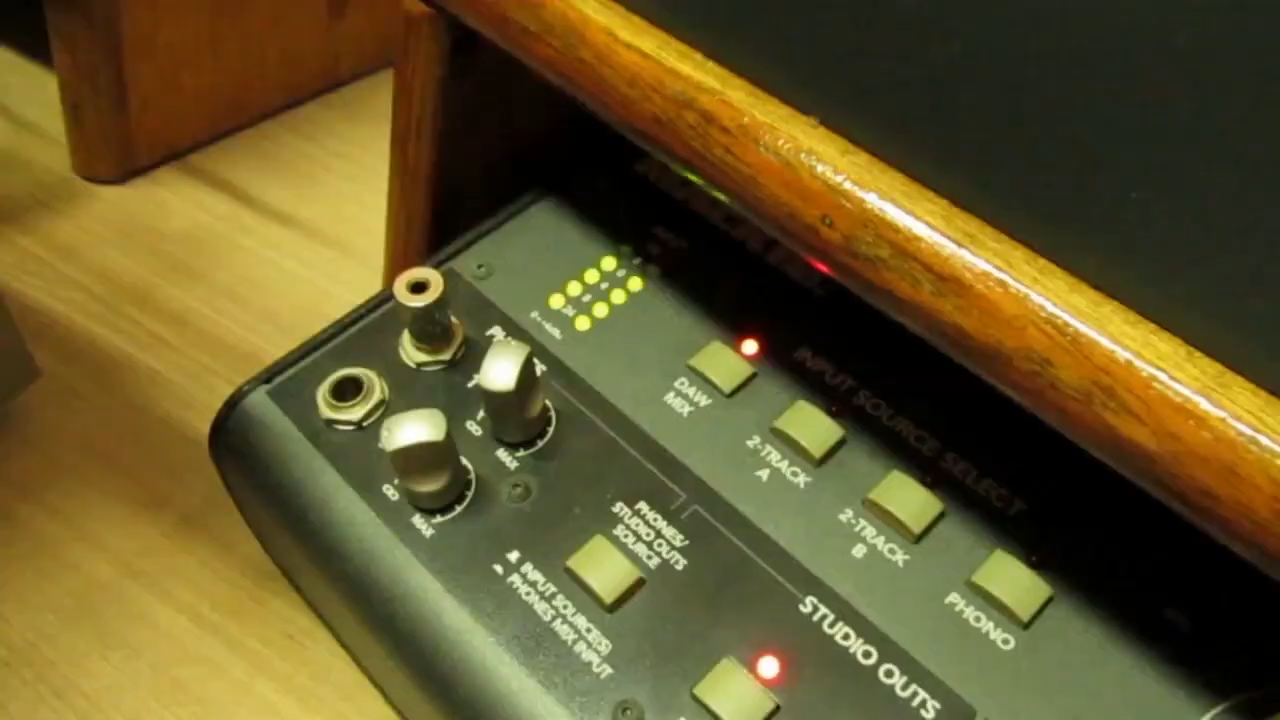 INPUT SOURCE SELECT
DAW
MIX
2-TRACK
A
2-TRACK
B
PHONO
MAX
MAX
PHONES/
STUDIO OUTS
SOURCE
INPUT SOURCE(S)
PHONES MIX INPUT
STUDIO OUTS